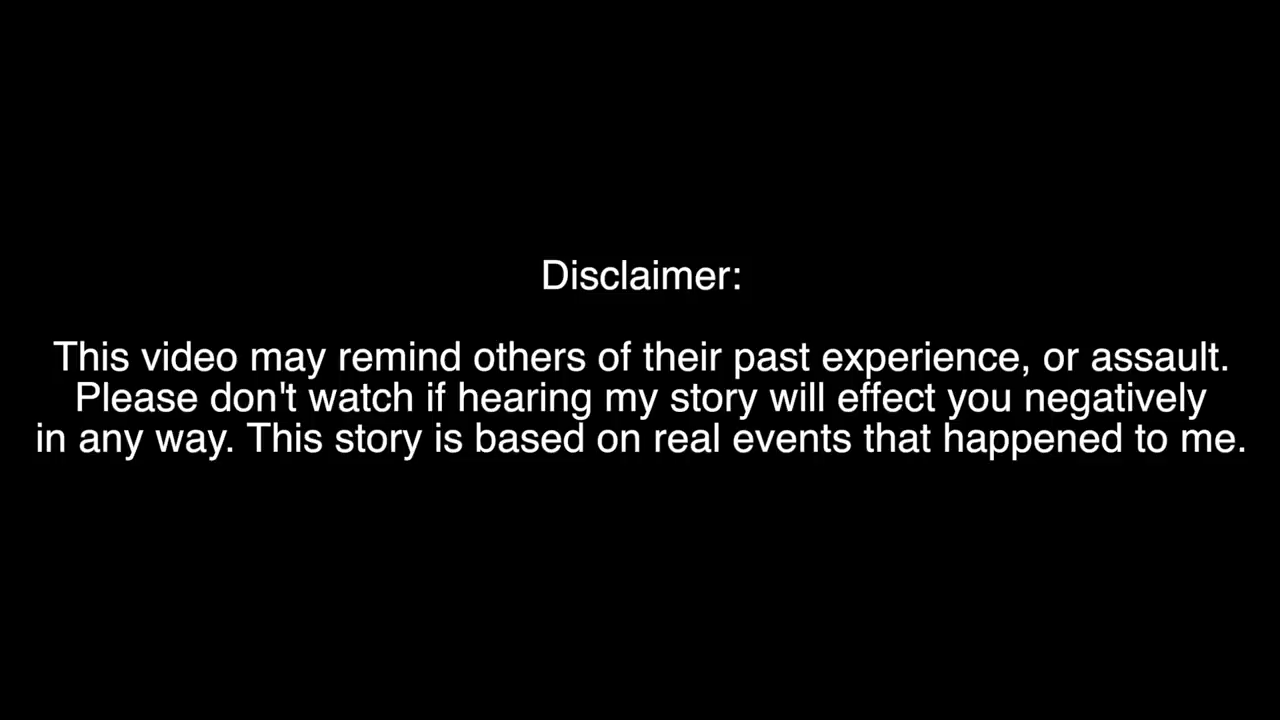 Disclaimer:
This video may remind others of their past experience, or assault.
Please don't watch if hearing my story will effect you negatively
in any way. This story is based on real events that happened to me.